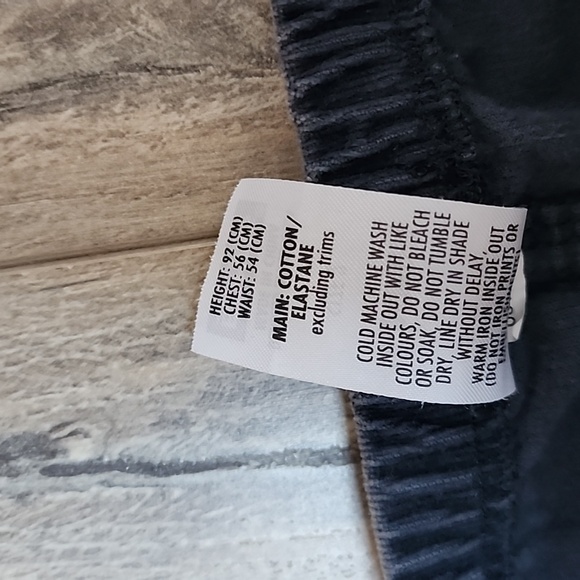 HEIGHT: 92 (CM)
CHEST: 56 (CM)
WAIST: 54 (CM)
MAIN: COTTON/
ELASTANE
excluding trims
COLD MACHINE WASH
INSIDE OUT WITH LIKE
COLOURS, DO NOT BLEACH
OR SOAK, DO NOT TUMBLE
DRY, LINE DRY IN SHADE
WITHOUT DELAY
WARM IRON INSIDE OUT
(DO NOT IRON PRINTS OR